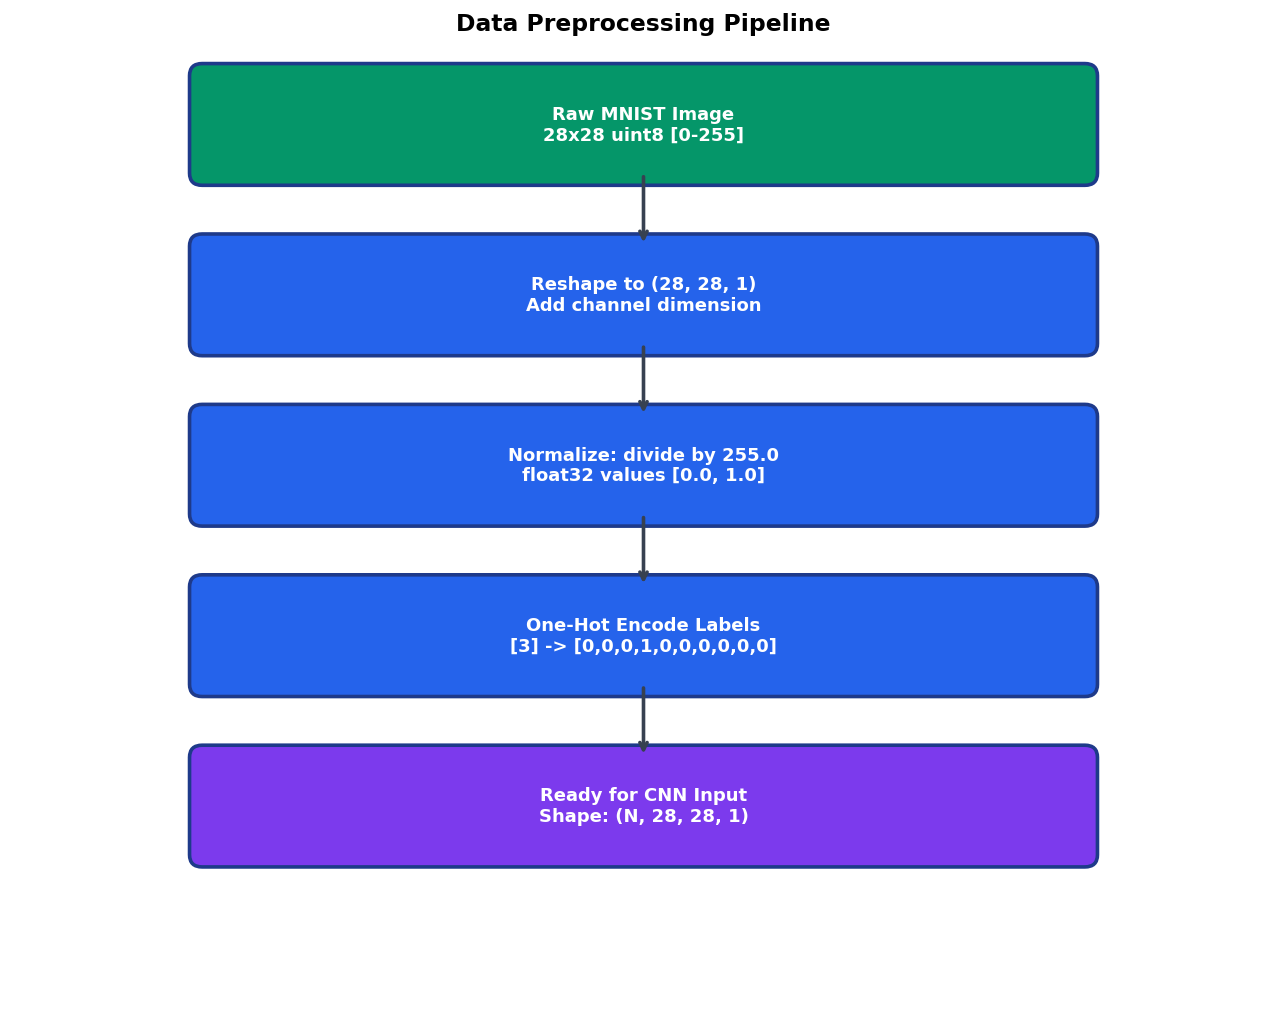 Data Preprocessing Pipeline
Raw MNIST Image
28x28 uint8 [0-255]
Reshape to (28, 28, 1)
Add channel dimension
Normalize: divide by 255.0
float32 values [0.0, 1.0]
One-Hot Encode Labels
[3] -> [0,0,0,1,0,0,0,0,0,0]
Ready for CNN Input
Shape: (N, 28, 28, 1)